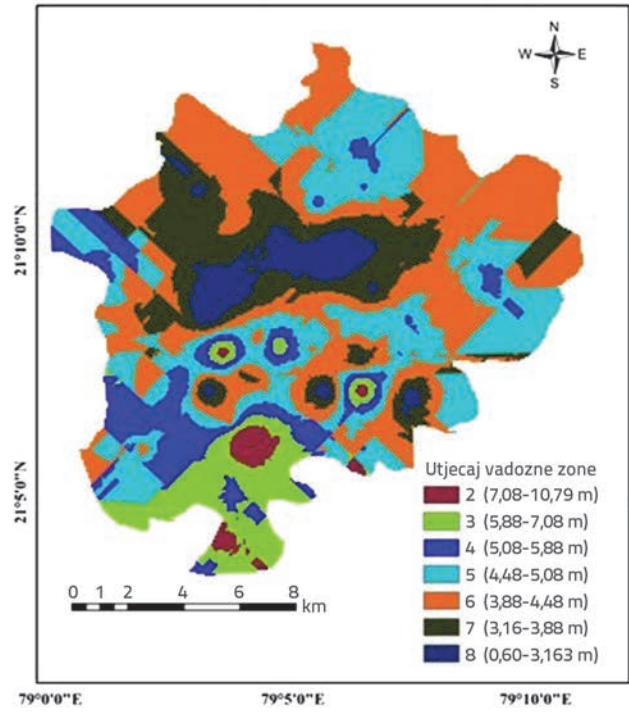 N
W E
S
21°10'0"N
21°5'0"N
Utjecaj vadozne zone
2 (7,08-10,79 m)
3 (5,88-7,08 m)
4 (5,08-5,88 m)
5 (4,48-5,08 m)
6 (3,88-4,48 m)
7 (3,16-3,88 m)
8 (0,60-3,163 m)
0 1 2 4 6 8
km
79°0'0"E 79°5'0"E 79°10'0"E